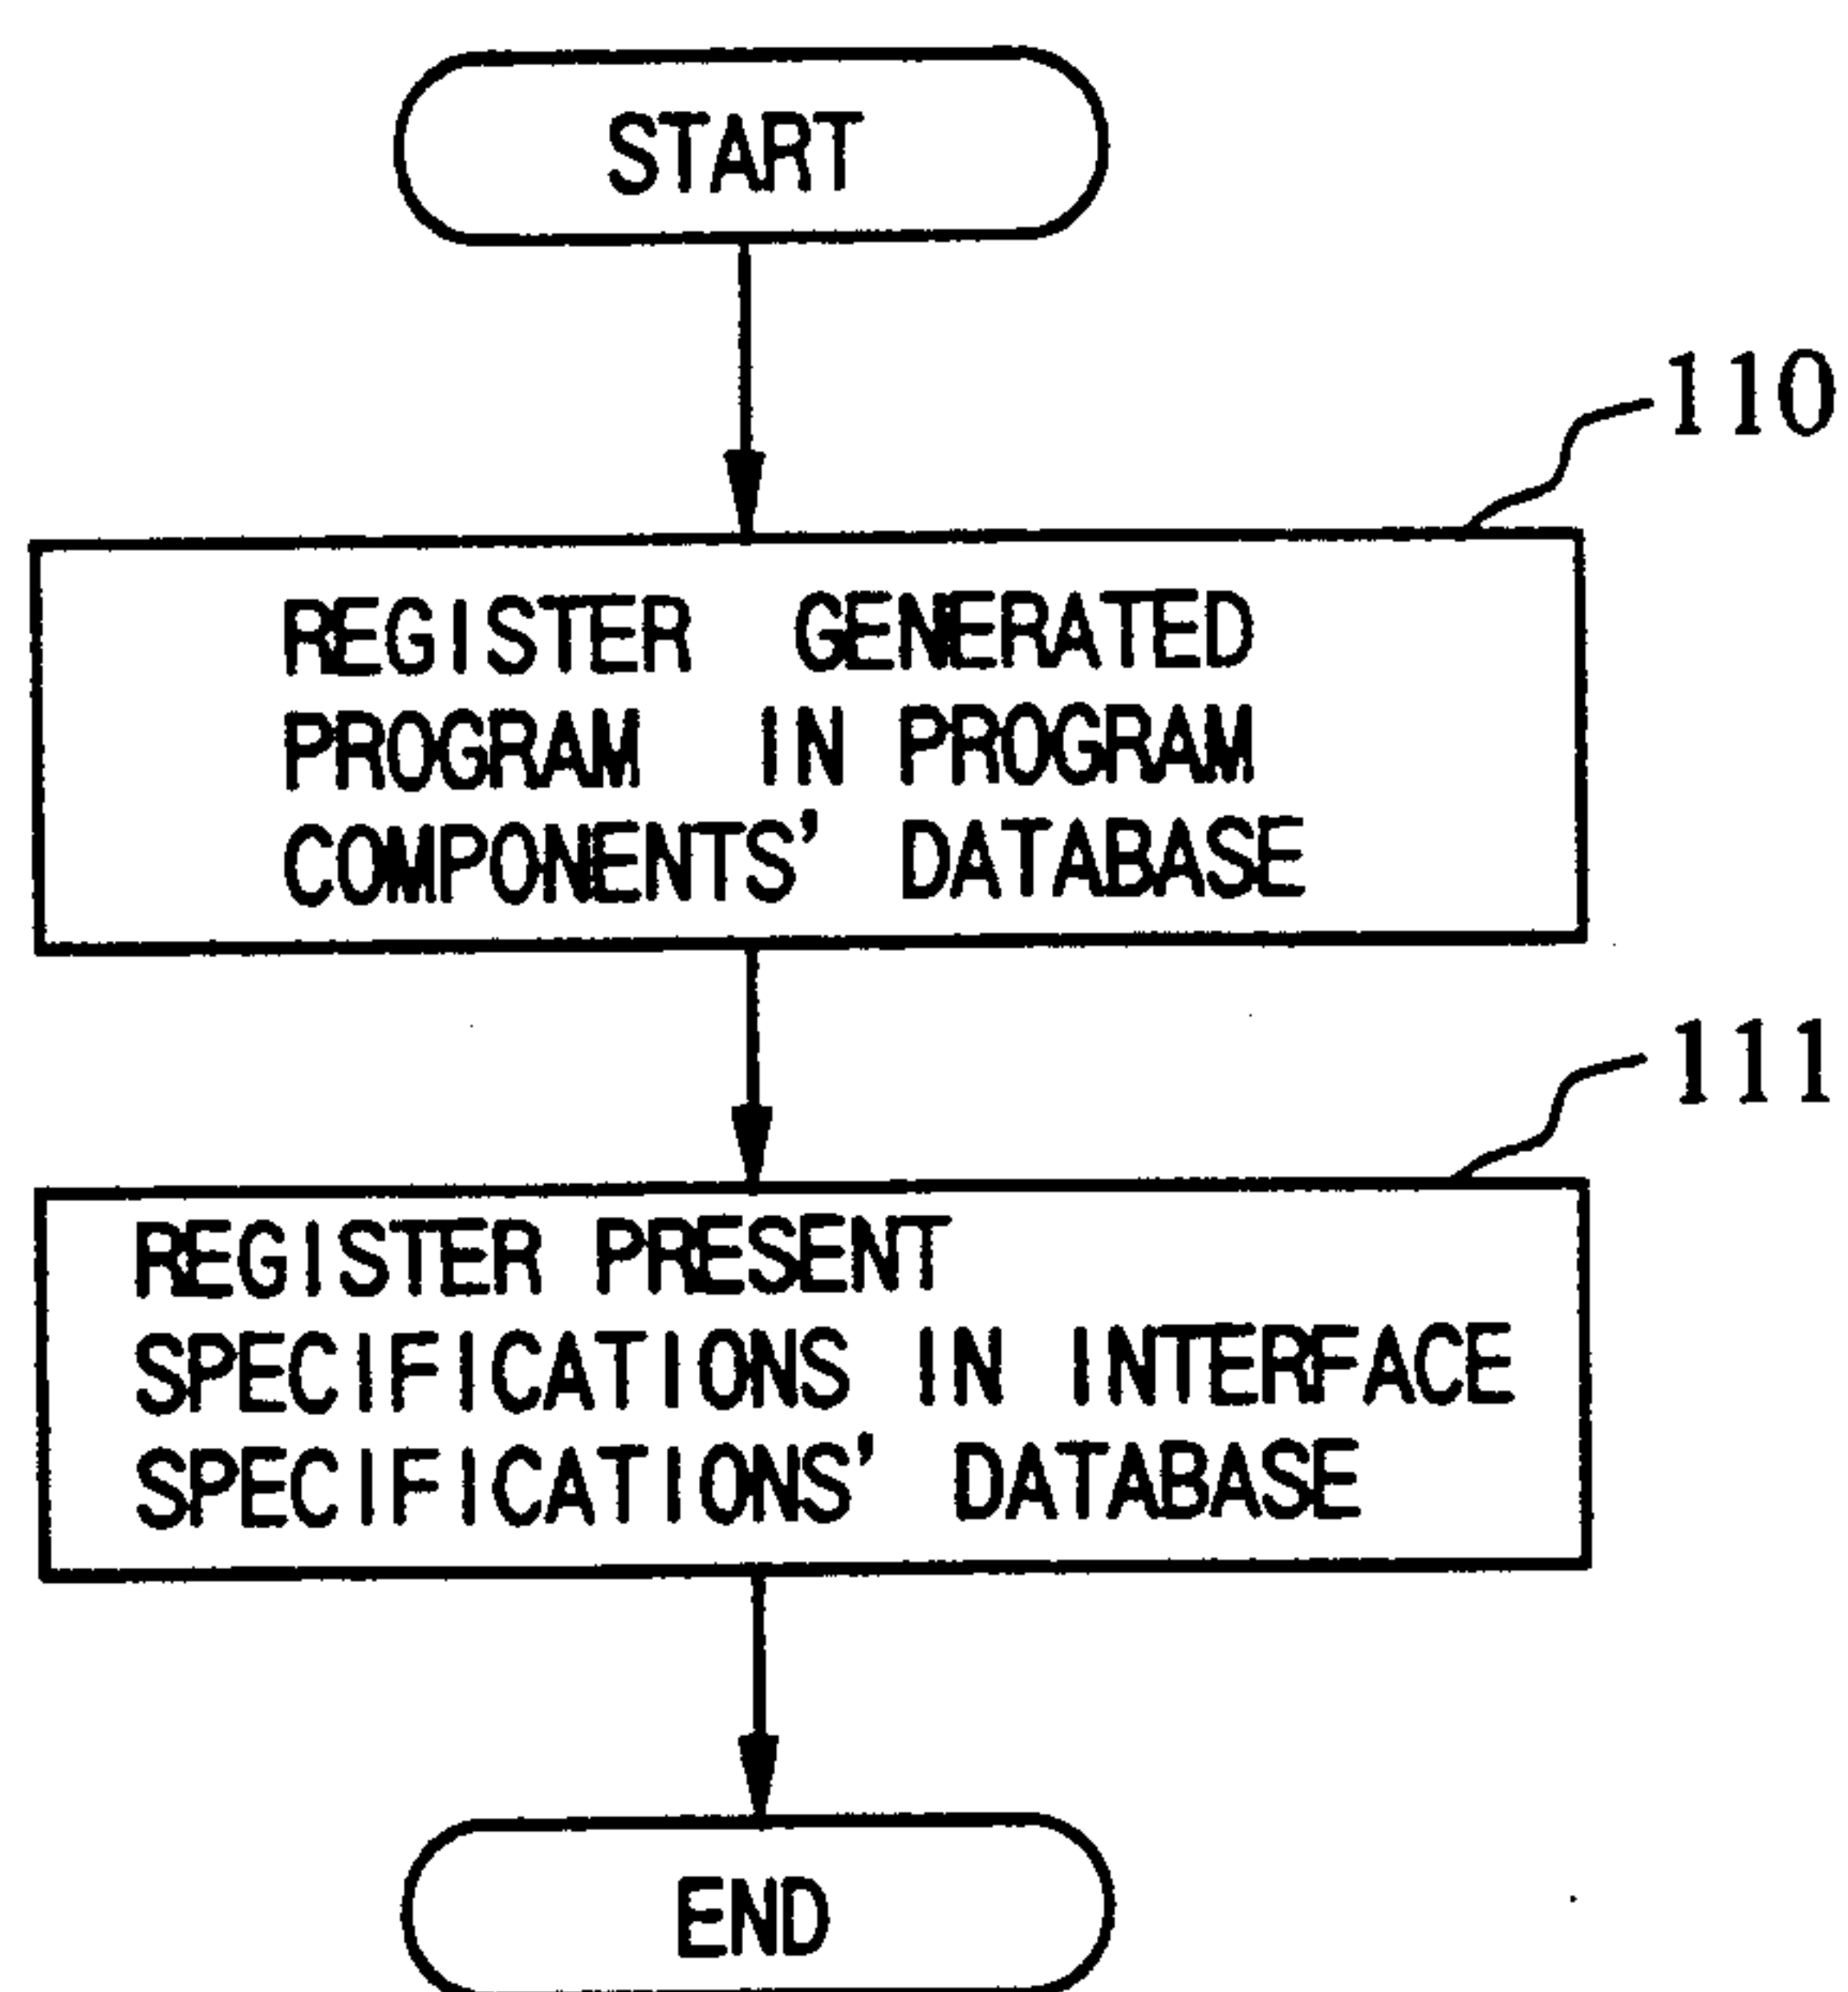 START
110
REGISTER GENERATED
PROGRAM IN PROGRAM
COMPONENTS' DATABASE
111
REGISTER PRESENT
SPECIFICATIONS IN INTERFACE
SPECIFICATIONS' DATABASE
END